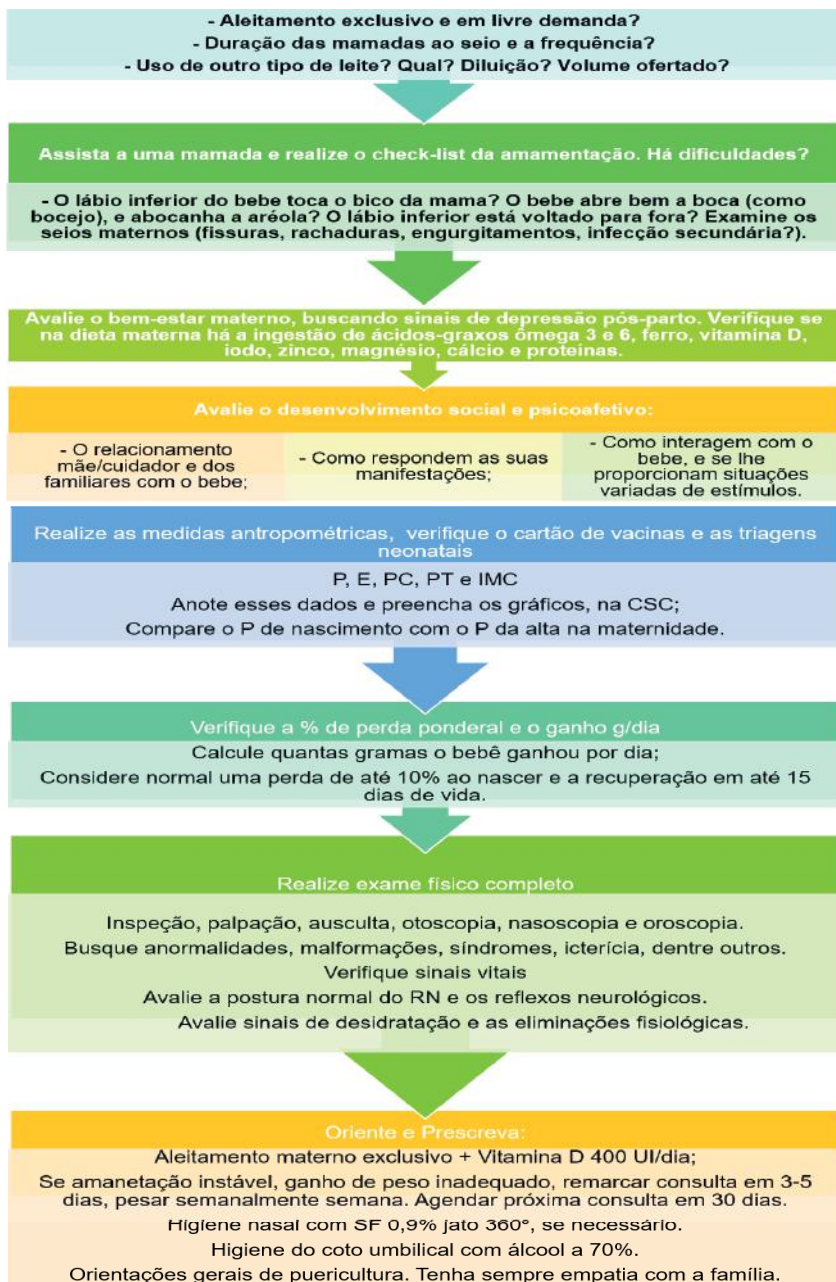 - Aleitamento exclusivo e em livre demanda?
- Duração das mamadas ao seio e a frequência?
- Uso de outro tipo de leite? Qual? Diluição? Volume ofertado?
Assista a uma mamada e realize o check-list da amamentação. Há dificuldades?
- O lábio inferior do bebe toca o bico da mama? O bebe abre bem a boca (como
bocejo), e abocanha a aréola? O lábio inferior está voltado para fora? Examine os
seios maternos (fissuras, rachaduras, engurgitamentos, infecção secundária?).
Avalie o bem-estar materno, buscando sinais de depressão pós-parto. Verifique se
na dieta materna há a ingestão de ácidos-graxos ômega 3 e 6, ferro, vitamina D,
iodo, zinco, magnésio, cálcio e proteínas.
Avalie o desenvolvimento social e psicoafetivo:
- O relacionamento
mãe/cuidador e dos
familiares com o bebe;
- Como respondem as suas
manifestações;
- Como interagem com o
bebe, e se lhe
proporcionam situações
variadas de estímulos.
Realize as medidas antropométricas, verifique o cartão de vacinas e as triagens
neonatais
P, E, PC, PT e IMC
Anote esses dados e preencha os gráficos, na CSC;
Compare o P de nascimento com o P da alta na maternidade.
Verifique a % de perda ponderal e o ganho g/dia
Calcule quantas gramas o bebê ganhou por dia;
Considere normal uma perda de até 10% ao nascer e a recuperação em até 15
dias de vida.
Realize exame físico completo
Inspeção, palpação, ausculta, otoscopia, nasoscopia e oroscopia.
Busque anormalidades, malformações, síndromes, icterícia, dentre outros.
Verifique sinais vitais
Avalie a postura normal do RN e os reflexos neurológicos.
Avalie sinais de desidratação e as eliminações fisiológicas.
Oriente e Prescreva:
Aleitamento materno exclusivo + Vitamina D 400 UI/dia;
Se amanetação instável, ganho de peso inadequado, remarcar consulta em 3-5
dias, pesar semanalmente semana. Agendar próxima consulta em 30 dias.
Higiene nasal com SF 0,9% jato 360°, se necessário.
Higiene do coto umbilical com álcool a 70%.
Orientações gerais de puericultura. Tenha sempre empatia com a família.